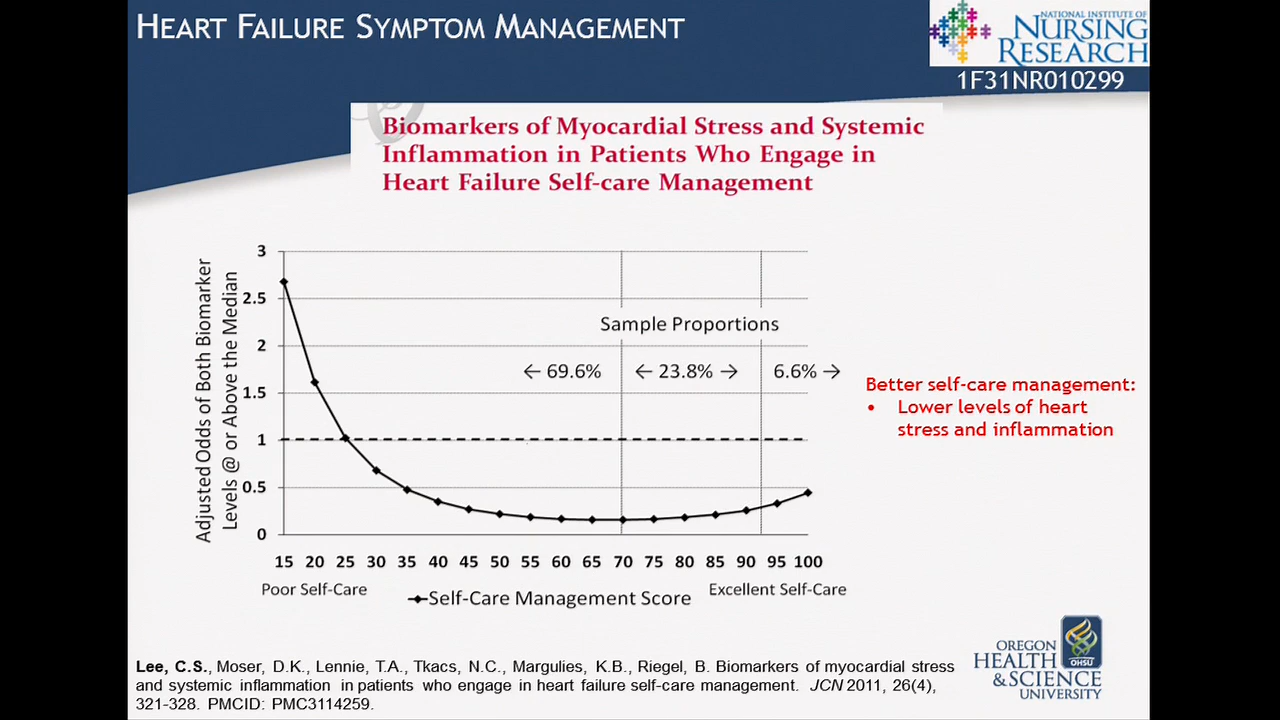 HEART FAILURE SYMPTOM MANAGEMENT
NATIONAL INSTITUTE OF
NURSING
RESEARCH
1F31NR010299
Biomarkers of Myocardial Stress and Systemic
Inflammation in Patients Who Engage in
Heart Failure Self-care Management
Adjusted Odds of Both Biomarker
Levels @ or Above the Median
3
2.5
2
1.5
1
0.5
0
Sample Proportions
← 69.6%
← 23.8% →
6.6% →
15 20 25 30 35 40 45 50 55 60 65 70 75 80 85 90 95 100
Poor Self-Care
Excellent Self-Care
Self-Care Management Score
Better self-care management:
• Lower levels of heart
stress and inflammation
Lee, C.S., Moser, D.K., Lennie, T.A., Tkacs, N.C., Margulies, K.B., Riegel, B. Biomarkers of myocardial stress
and systemic inflammation in patients who engage in heart failure self-care management. JCN 2011, 26(4),
321-328. PMCID: PMC3114259.
OREGON
HEALTH
& SCIENCE
UNIVERSITY
OHSU